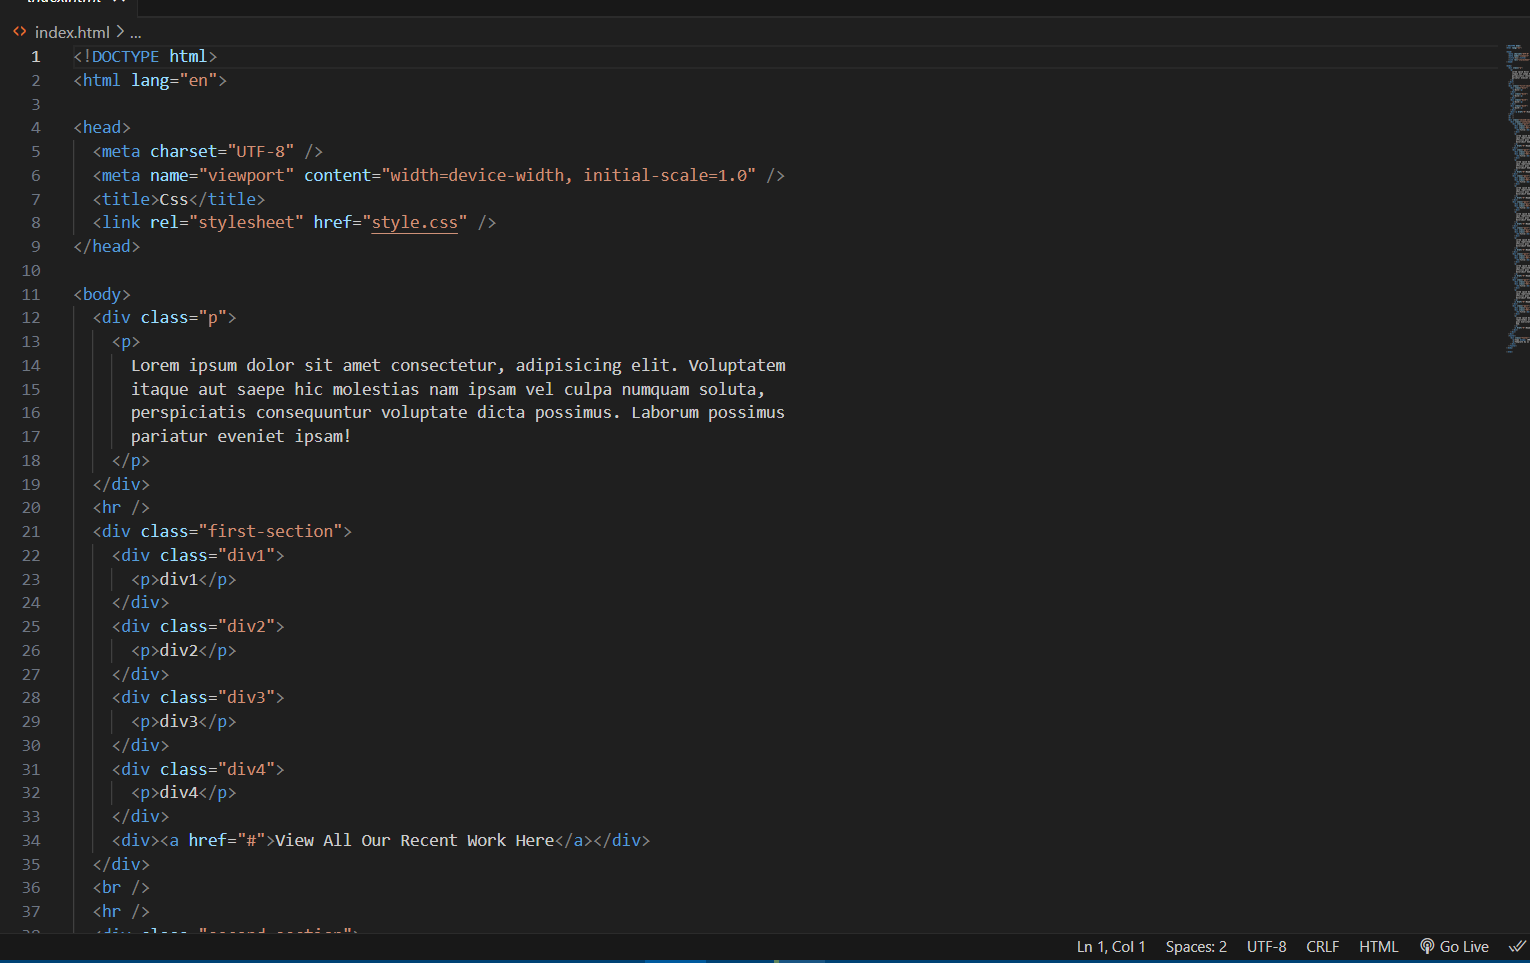 index.html > ...
1 <!DOCTYPE html>
2 <html lang="en">
3
4 <head>
5 <meta charset="UTF-8" />
6 <meta name="viewport" content="width=device-width, initial-scale=1.0" />
7 <title>Css</title>
8 <link rel="stylesheet" href="style.css" />
9 </head>
10
11 <body>
12 <div class="p">
13 <p>
14 Lorem ipsum dolor sit amet consectetur, adipisicing elit. Voluptatem
15 itaque aut saepe hic molestias nam ipsam vel culpa numquam soluta,
16 perspiciatis consequuntur voluptate dicta possimus. Laborum possimus
17 pariatur eveniet ipsam!
18 </p>
19 </div>
20 <hr />
21 <div class="first-section">
22 <div class="div1">
23 <p>div1</p>
24 </div>
25 <div class="div2">
26 <p>div2</p>
27 </div>
28 <div class="div3">
29 <p>div3</p>
30 </div>
31 <div class="div4">
32 <p>div4</p>
33 </div>
34 <div><a href="#">View All Our Recent Work Here</a></div>
35 </div>
36 <br />
37 <hr />
Ln 1, Col 1 Spaces: 2 UTF-8 CRLF HTML Go Live